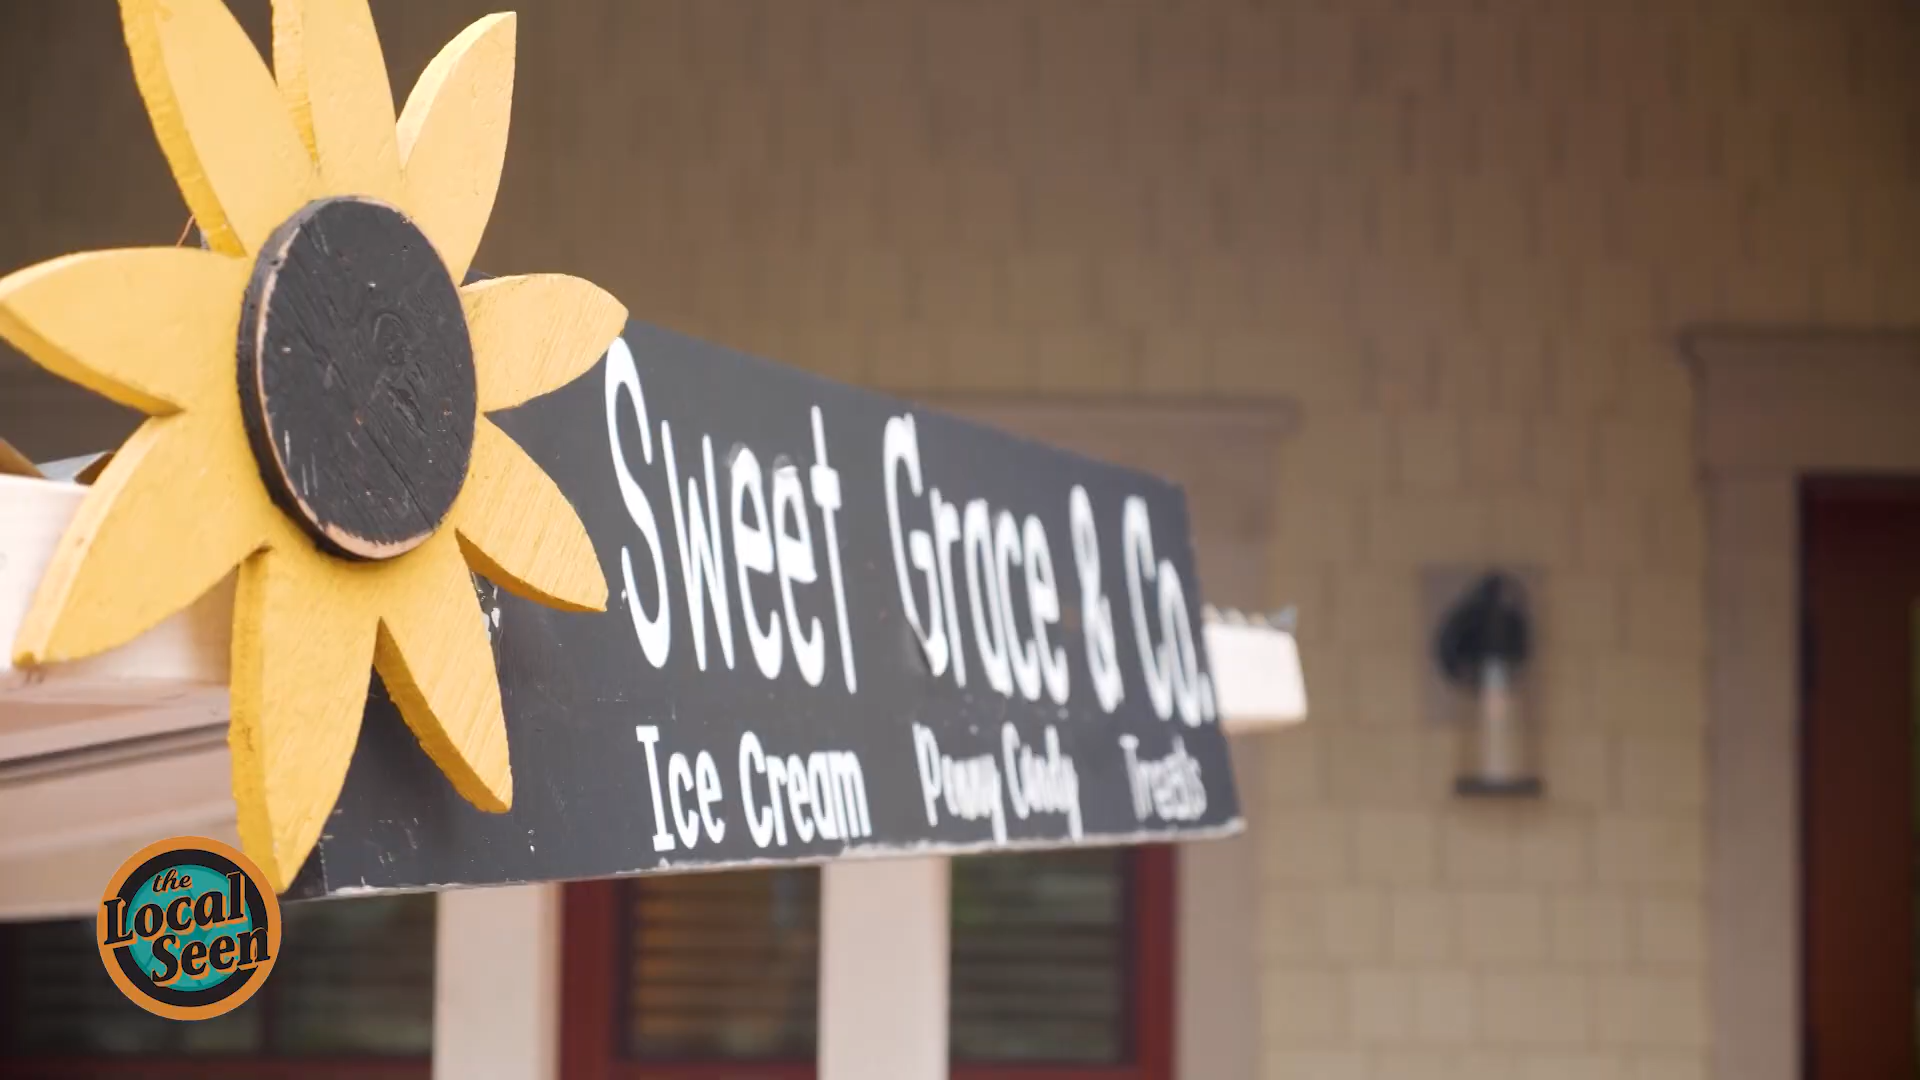 Sweet Grace & Co.
Ice Cream Penny Candy Treats
the
Local
Seen